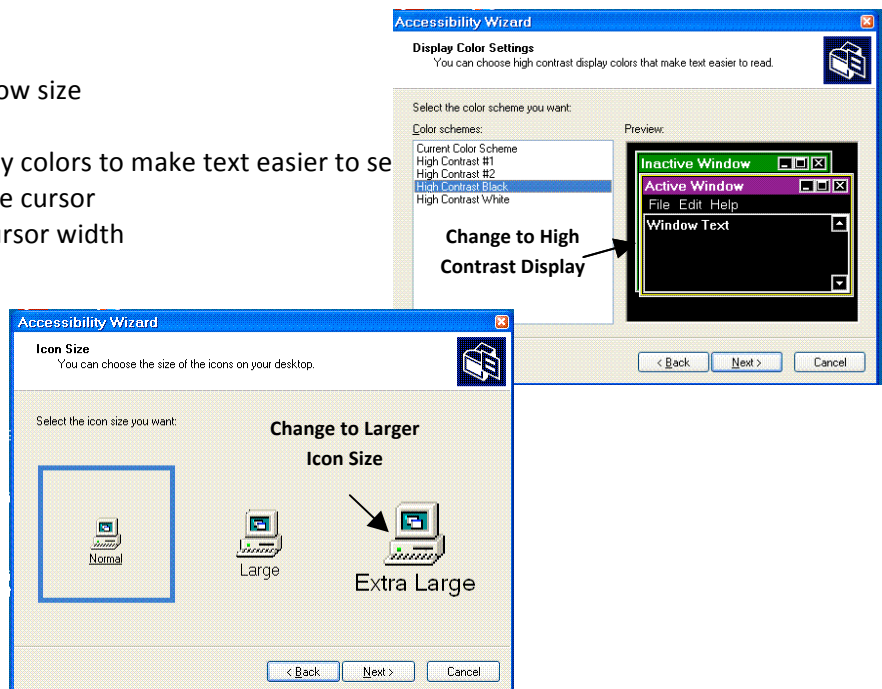 ow size
y colors to make text easier to se
e cursor
ursor width
Accessibility Wizard
Display Color Settings
You can choose high contrast display colors that make text easier to read.
Select the color scheme you want:
Color schemes:
Preview:
Current Color Scheme
High Contrast #1
High Contrast #2
High Contrast Black
High Contrast White
Inactive Window
Active Window
File Edit Help
Window Text
Change to High
Contrast Display
< Back
Next >
Cancel
Accessibility Wizard
Icon Size
You can choose the size of the icons on your desktop.
Select the icon size you want:
Change to Larger
Icon Size
Normal
Large
Extra Large
< Back
Next >
Cancel